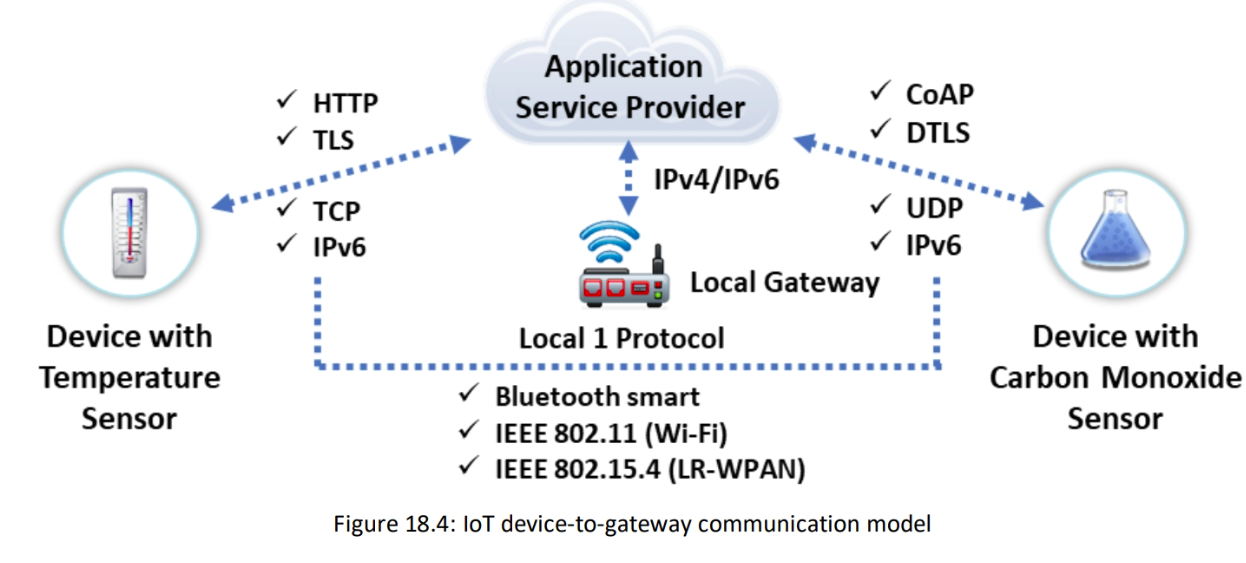 Application
Service Provider
✓ HTTP
✓ TLS
✓ TCP
✓ IPv6
IPv4/IPv6
✓ CoAP
✓ DTLS
✓ UDP
✓ IPv6
Local Gateway
Local 1 Protocol
Device with
Temperature
Sensor
Device with
Carbon Monoxide
Sensor
✓ Bluetooth smart
✓ IEEE 802.11 (Wi-Fi)
✓ IEEE 802.15.4 (LR-WPAN)
Figure 18.4: IoT device-to-gateway communication model